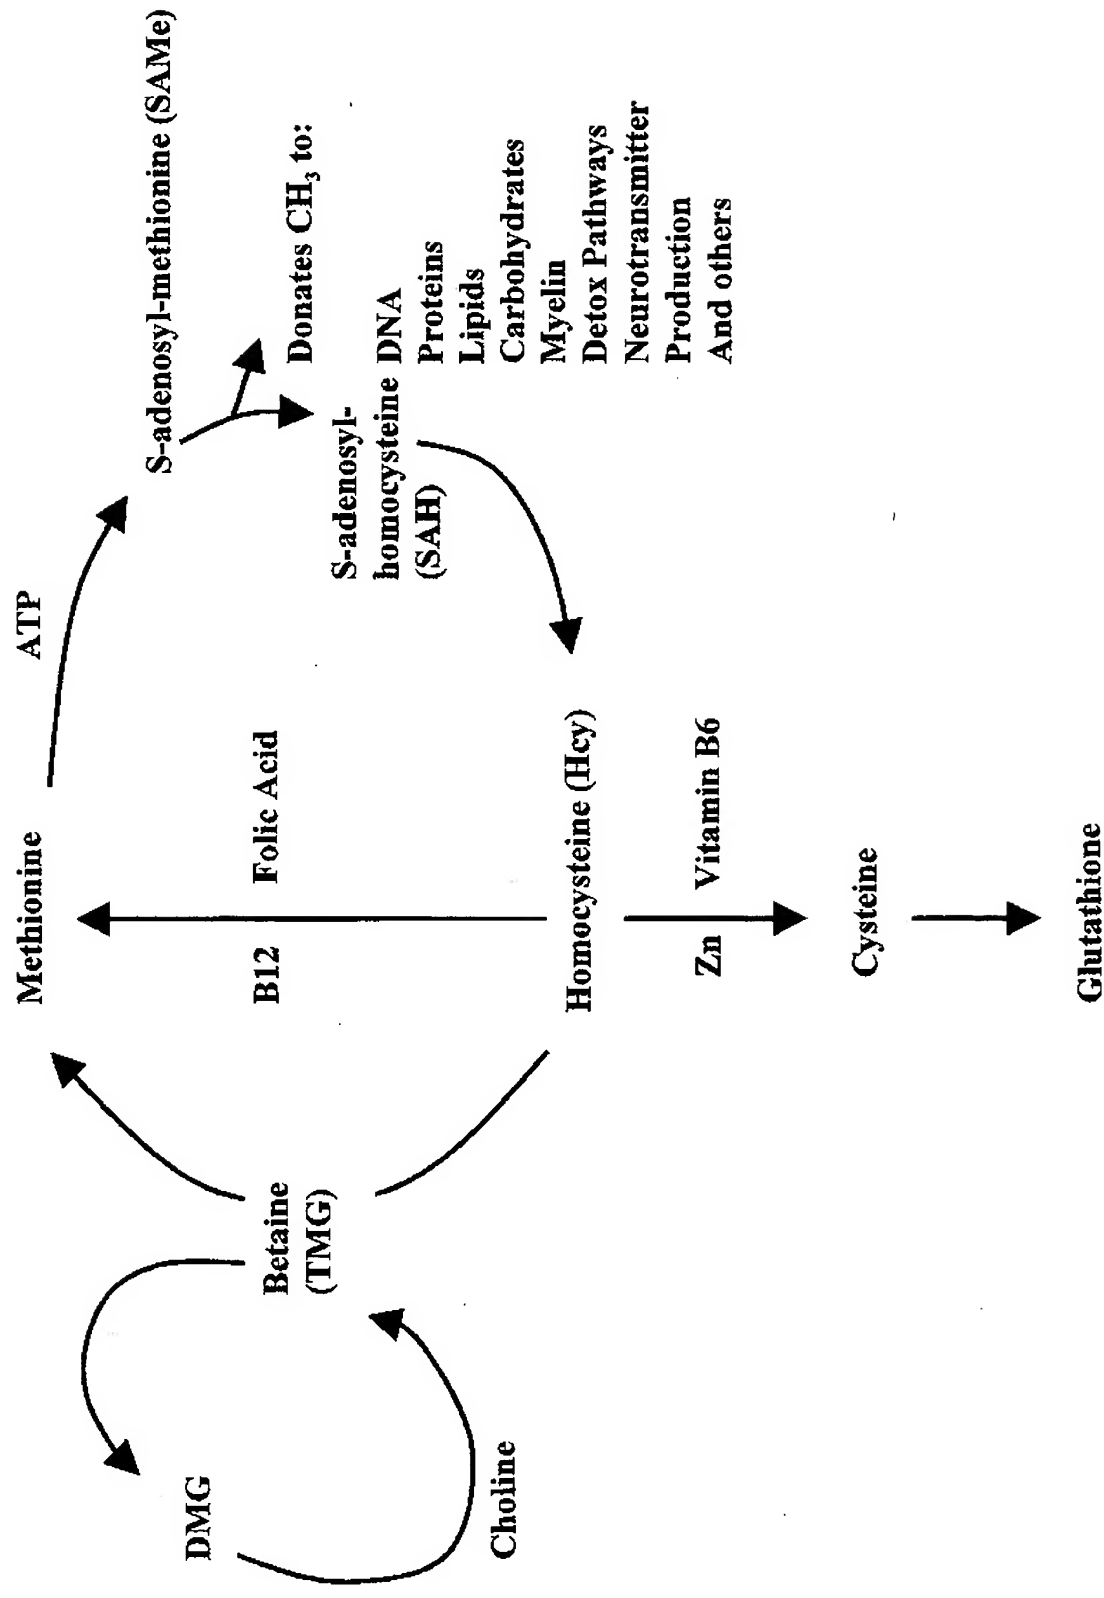 Methionine
ATP
S-adenosyl-methionine (SAMe)
Donates CH₃ to:
DNA
Proteins
Lipids
Carbohydrates
Myelin
Detox Pathways
Neurotransmitter
Production
And others
S-adenosyl-
homocysteine
(SAH)
B12
Folic Acid
Betaine
(TMG)
DMG
Choline
Homocysteine (Hcy)
Zn
Vitamin B6
Cysteine
Glutathione